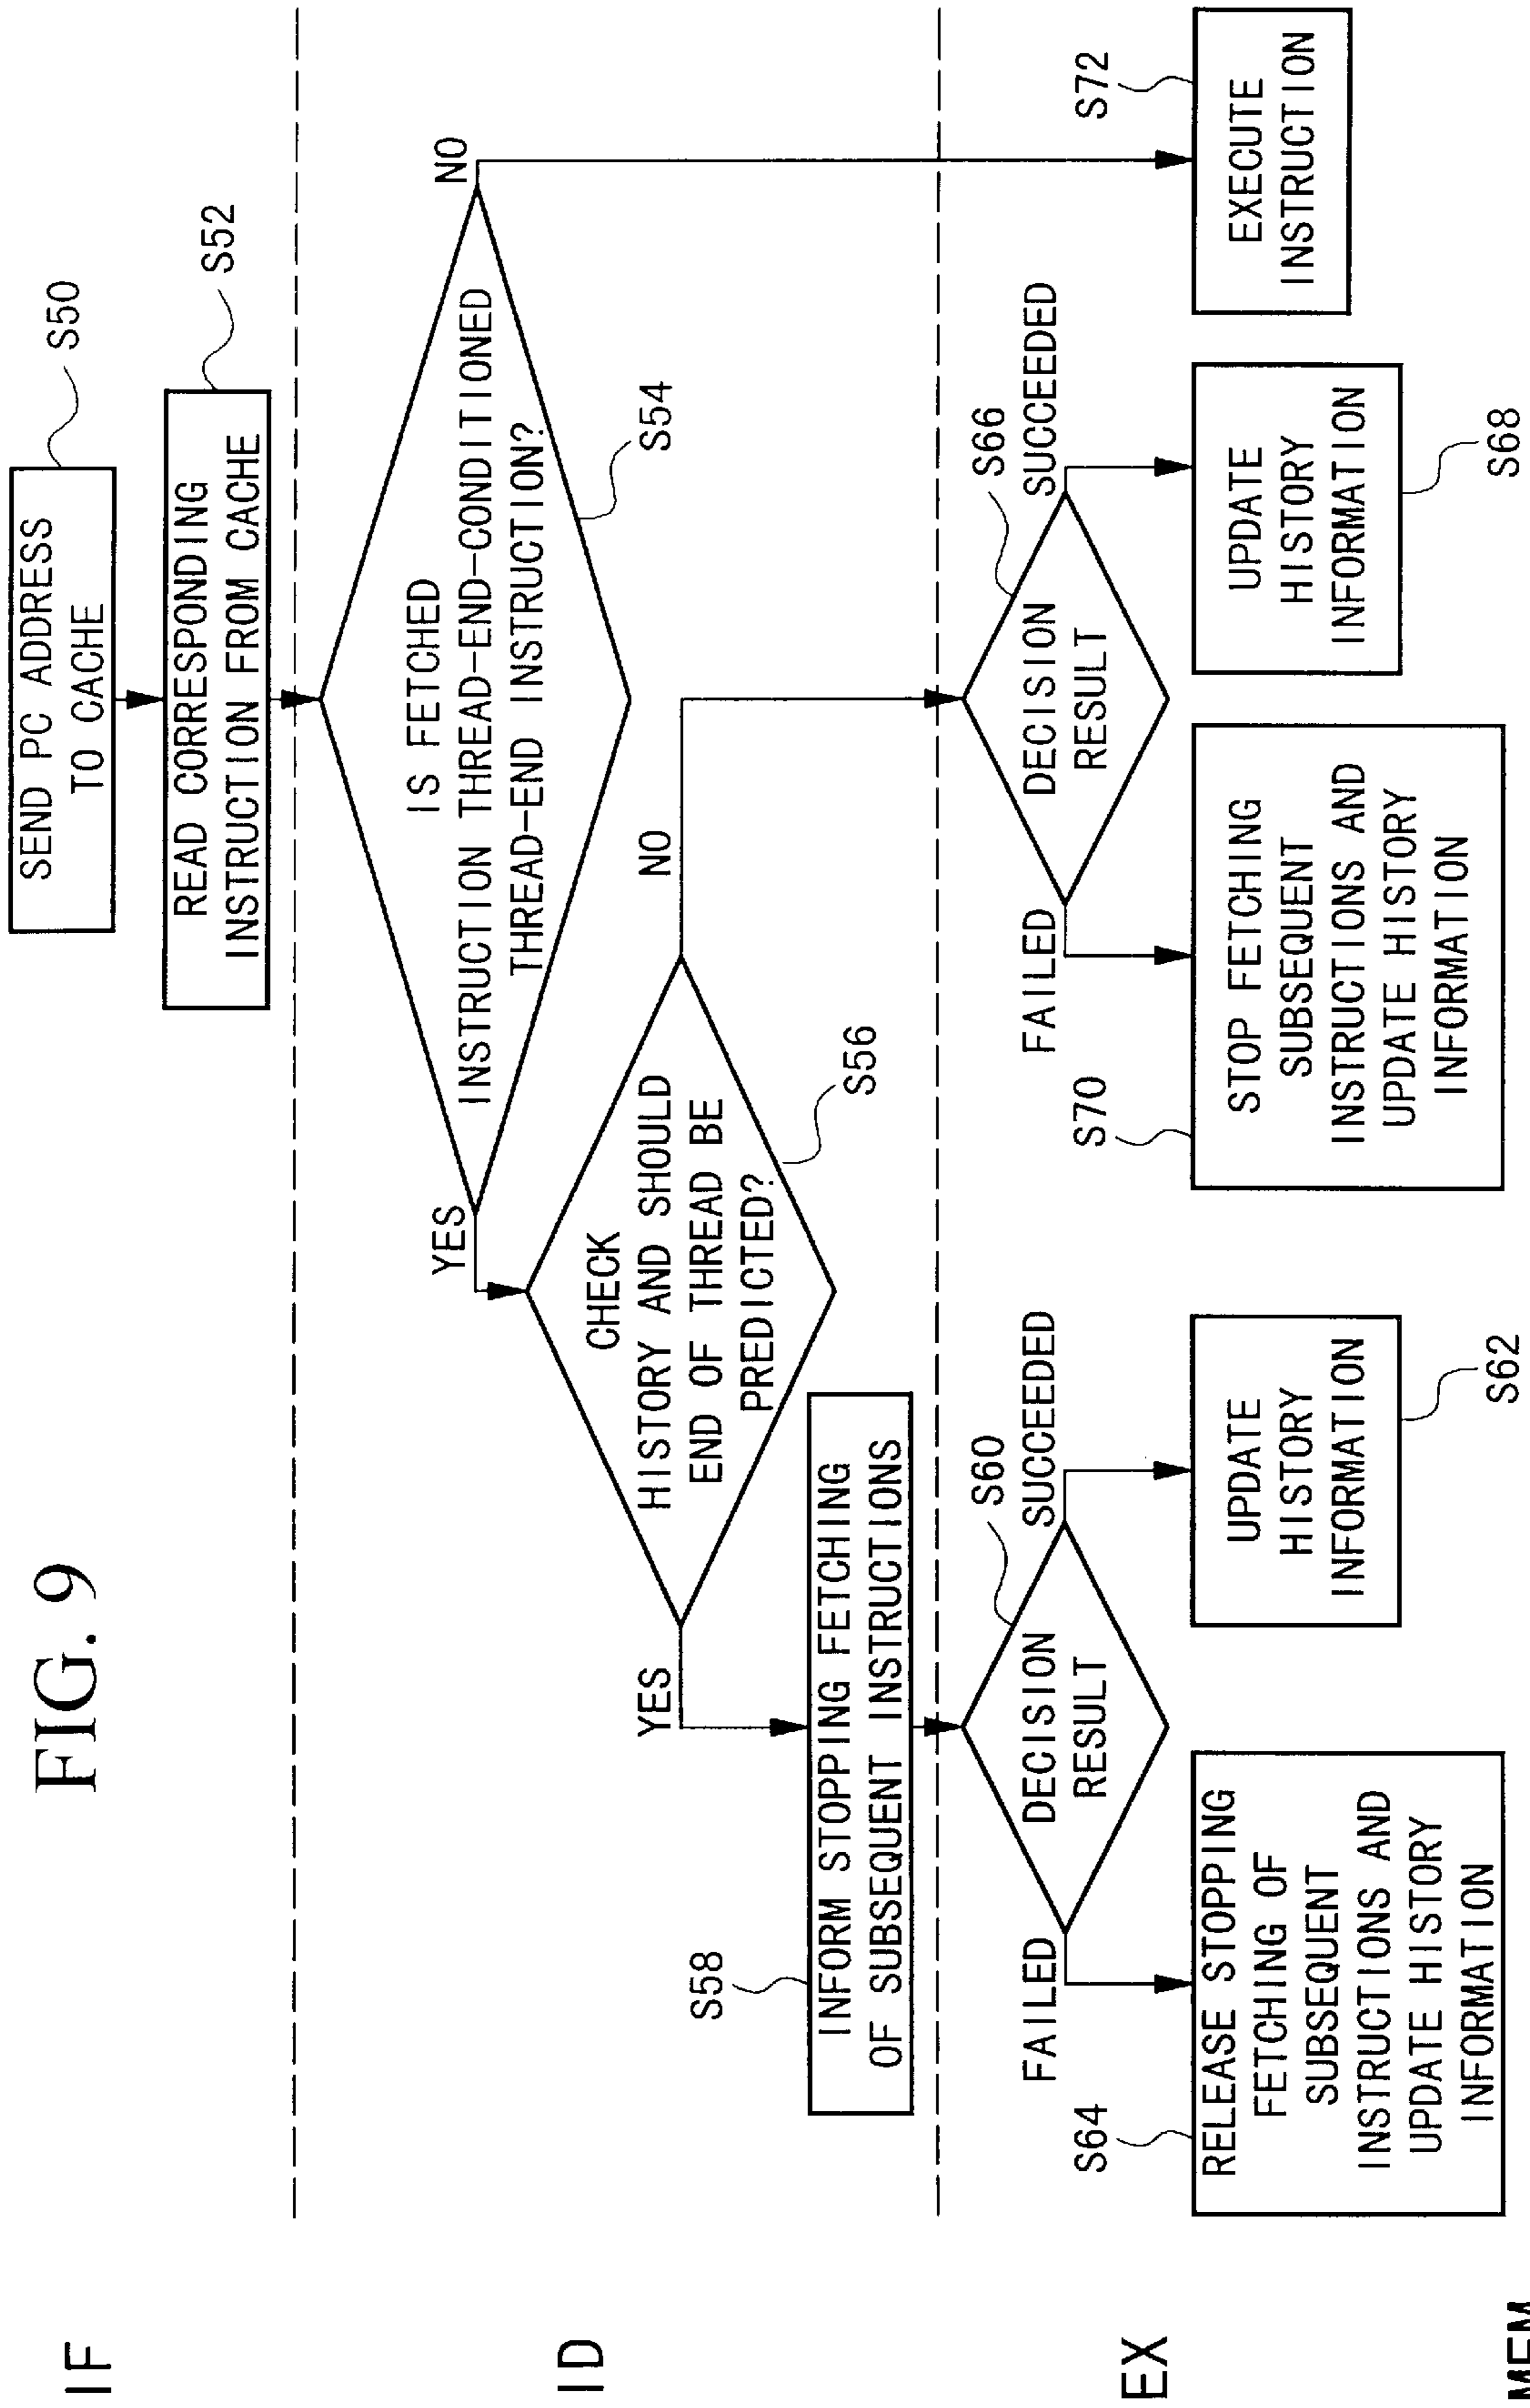 FIG. 9
IF
SEND PC ADDRESS
TO CACHE
S50
READ CORRESPONDING
INSTRUCTION FROM CACHE
S52
ID
IS FETCHED
INSTRUCTION THREAD-END-CONDITIONED
THREAD-END INSTRUCTION?
S54
YES
NO
CHECK
HISTORY AND SHOULD
END OF THREAD BE
PREDICTED?
S56
YES
NO
S58
INFORM STOPPING FETCHING
OF SUBSEQUENT INSTRUCTIONS
EX
DECISION
RESULT
S60
FAILED
SUCCEEDED
S64
RELEASE STOPPING
FETCHING OF
SUBSEQUENT
INSTRUCTIONS AND
UPDATE HISTORY
INFORMATION
UPDATE
HISTORY
INFORMATION
S62
DECISION
RESULT
S66
FAILED
SUCCEEDED
S70
STOP FETCHING
SUBSEQUENT
INSTRUCTIONS AND
UPDATE HISTORY
INFORMATION
UPDATE
HISTORY
INFORMATION
S68
S72
EXECUTE
INSTRUCTION
MEM